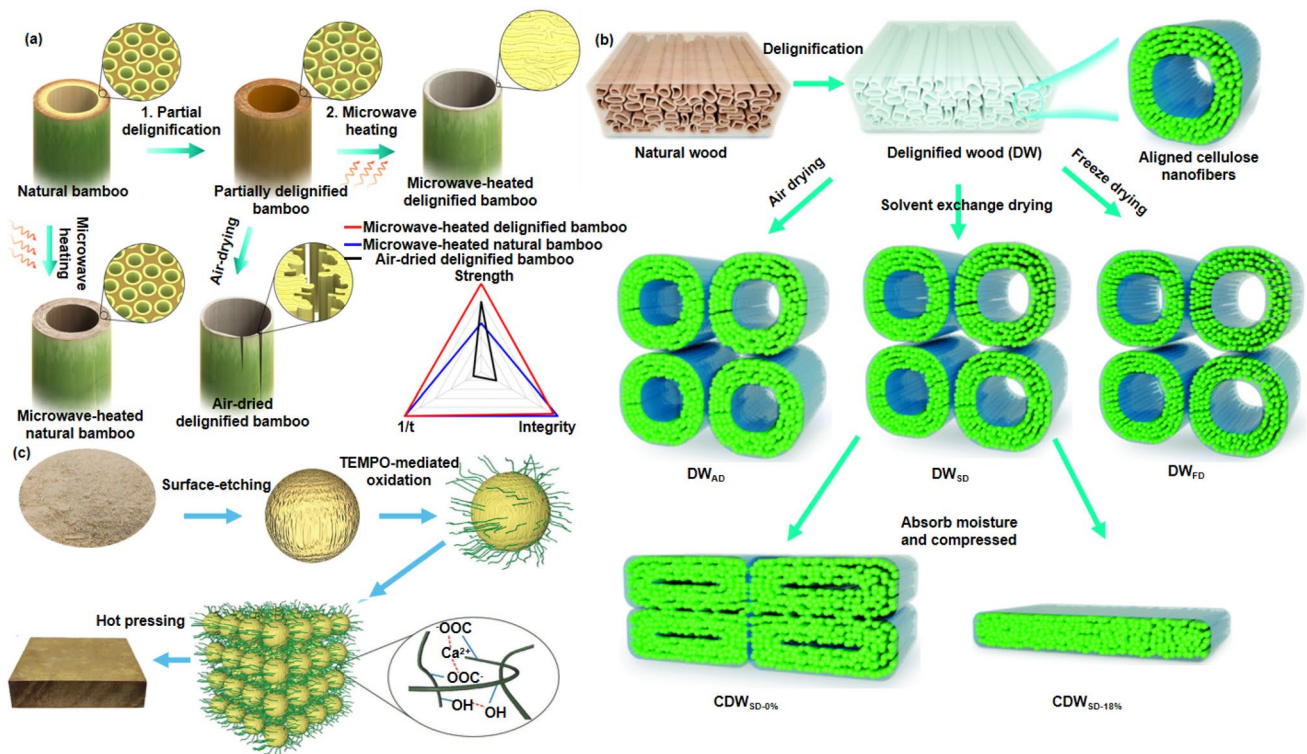 (a)
1. Partial
delignification
2. Microwave
heating
Natural bamboo
Partially delignified
bamboo
Microwave-heated
delignified bamboo
Microwave
heating
Air-drying
Microwave-heated delignified bamboo
Microwave-heated natural bamboo
Air-dried delignified bamboo
Strength
1/t
Integrity
Microwave-heated
natural bamboo
Air-dried
delignified bamboo
(b)
Delignification
Natural wood
Delignified wood (DW)
Aligned cellulose
nanofibers
Air drying
Solvent exchange drying
Freeze drying
DWAD
DWSD
DWFD
Absorb moisture
and compressed
CDWSD-0%
CDWSD-18%
(c)
Surface-etching
TEMPO-mediated
oxidation
Hot pressing
-OOC
Ca2+
OOC-
OH
OH